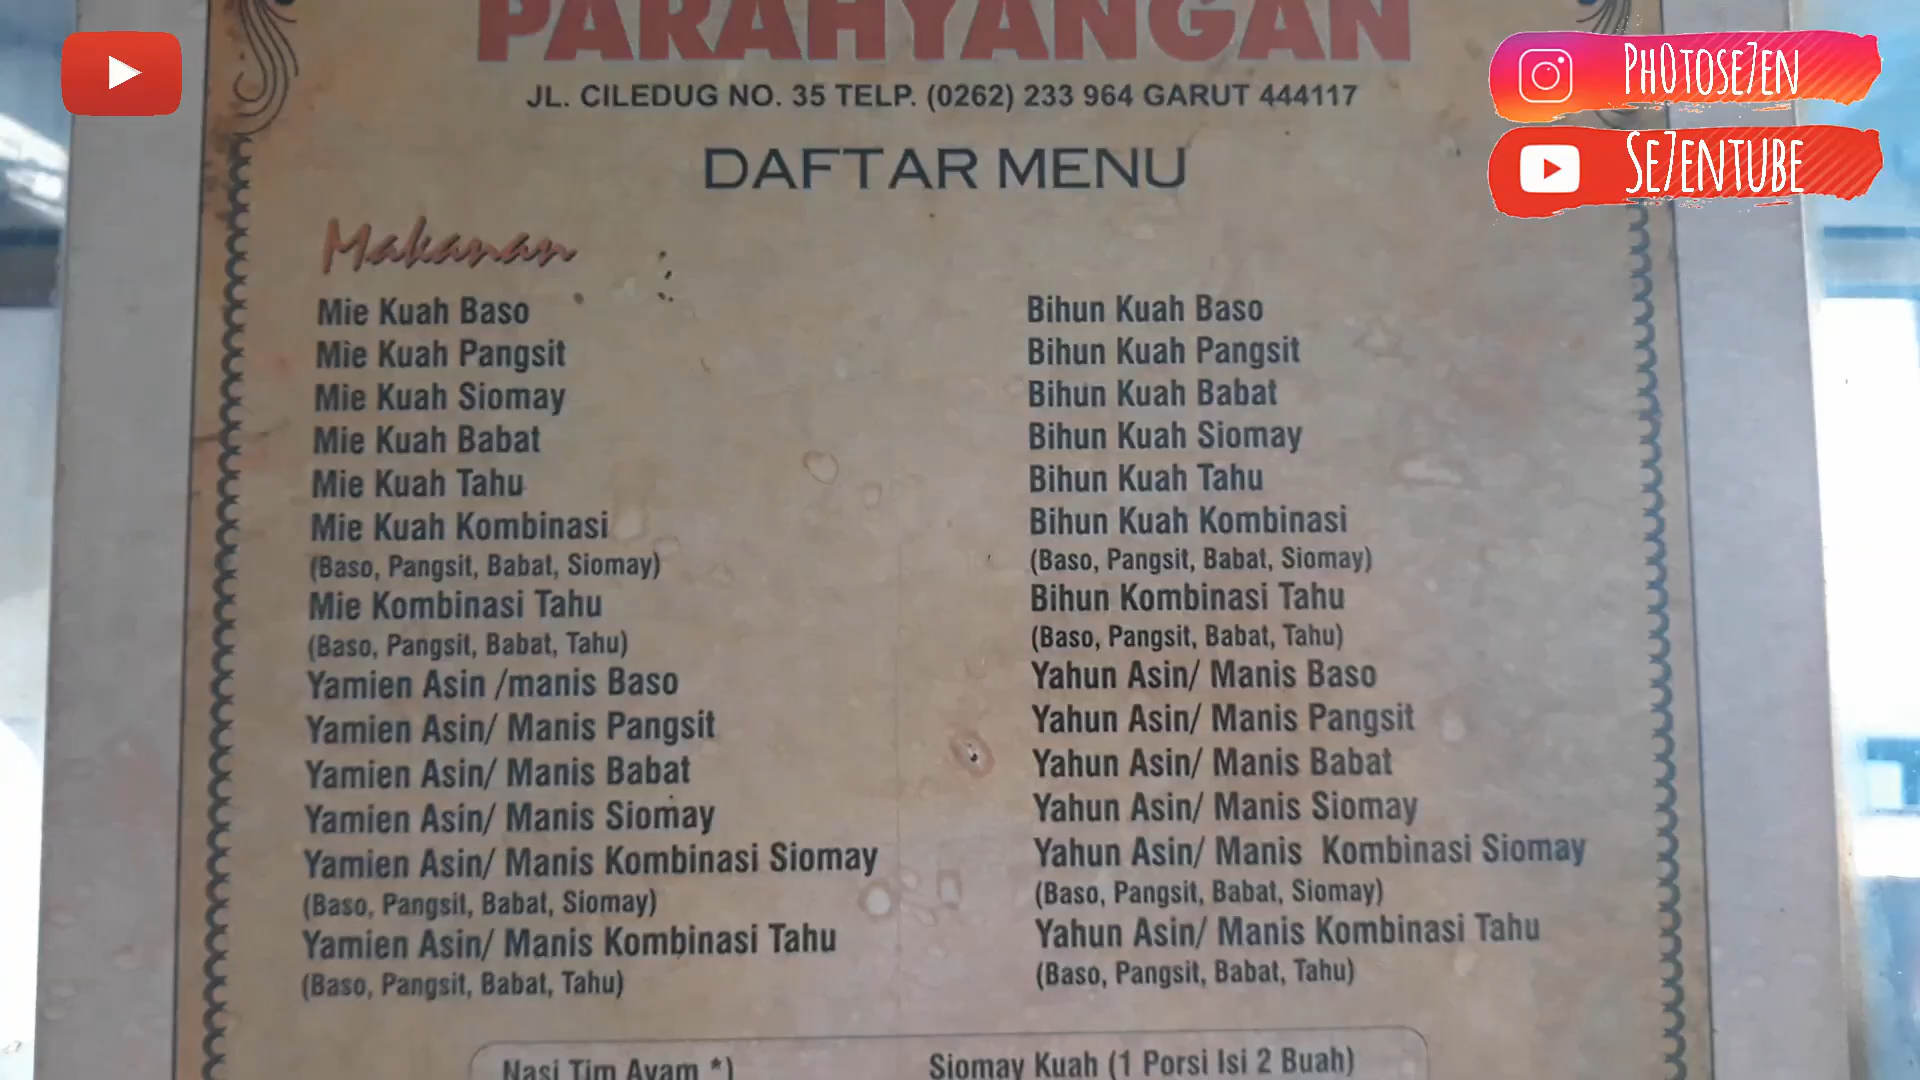 PARAHYANGAN
JL. CILEDUG NO. 35 TELP. (0262) 233 964 GARUT 444117
DAFTAR MENU
Makanan
Mie Kuah Baso
Mie Kuah Pangsit
Mie Kuah Siomay
Mie Kuah Babat
Mie Kuah Tahu
Mie Kuah Kombinasi
(Baso, Pangsit, Babat, Siomay)
Mie Kombinasi Tahu
(Baso, Pangsit, Babat, Tahu)
Yamien Asin /manis Baso
Yamien Asin/ Manis Pangsit
Yamien Asin/ Manis Babat
Yamien Asin/ Manis Siomay
Yamien Asin/ Manis Kombinasi Siomay
(Baso, Pangsit, Babat, Siomay)
Yamien Asin/ Manis Kombinasi Tahu
(Baso, Pangsit, Babat, Tahu)
Bihun Kuah Baso
Bihun Kuah Pangsit
Bihun Kuah Babat
Bihun Kuah Siomay
Bihun Kuah Tahu
Bihun Kuah Kombinasi
(Baso, Pangsit, Babat, Siomay)
Bihun Kombinasi Tahu
(Baso, Pangsit, Babat, Tahu)
Yahun Asin/ Manis Baso
Yahun Asin/ Manis Pangsit
Yahun Asin/ Manis Babat
Yahun Asin/ Manis Siomay
Yahun Asin/ Manis Kombinasi Siomay
(Baso, Pangsit, Babat, Siomay)
Yahun Asin/ Manis Kombinasi Tahu
(Baso, Pangsit, Babat, Tahu)
Nasi Tim Ayam *)
Siomay Kuah (1 Porsi Isi 2 Buah)
PH0TOSE7EN
SE7ENTUBE